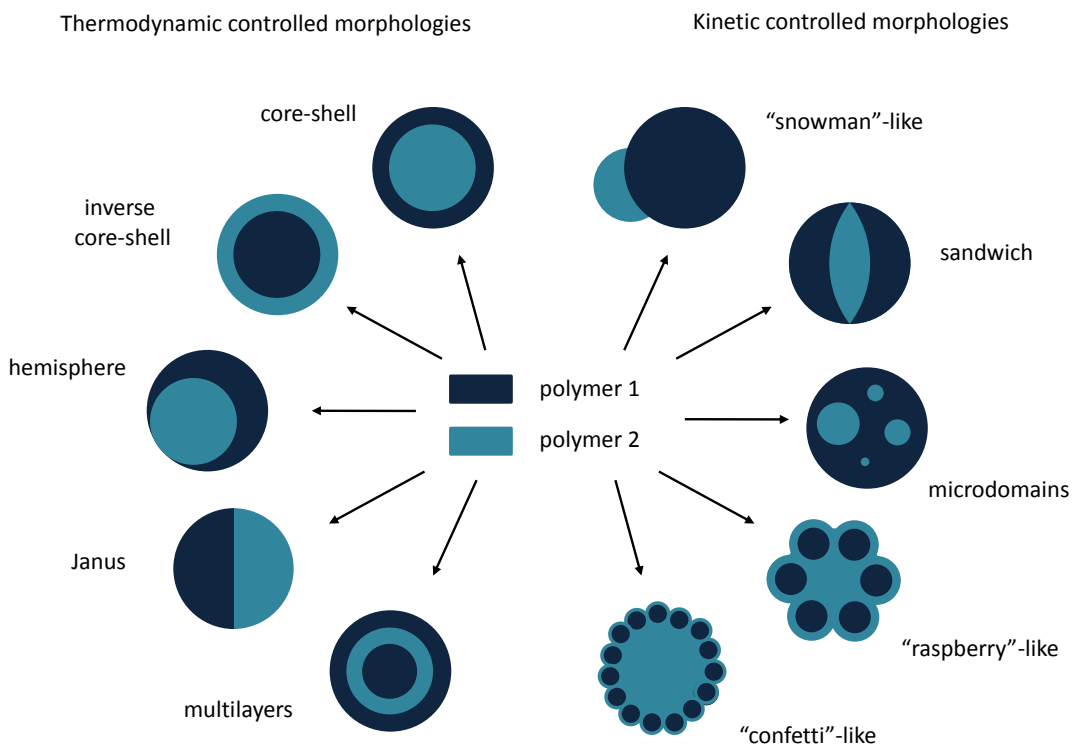 Thermodynamic controlled morphologies
Kinetic controlled morphologies
core-shell
inverse
core-shell
hemisphere
Janus
multilayers
polymer 1
polymer 2
“snowman”-like
sandwich
microdomains
“raspberry”-like
“confetti”-like